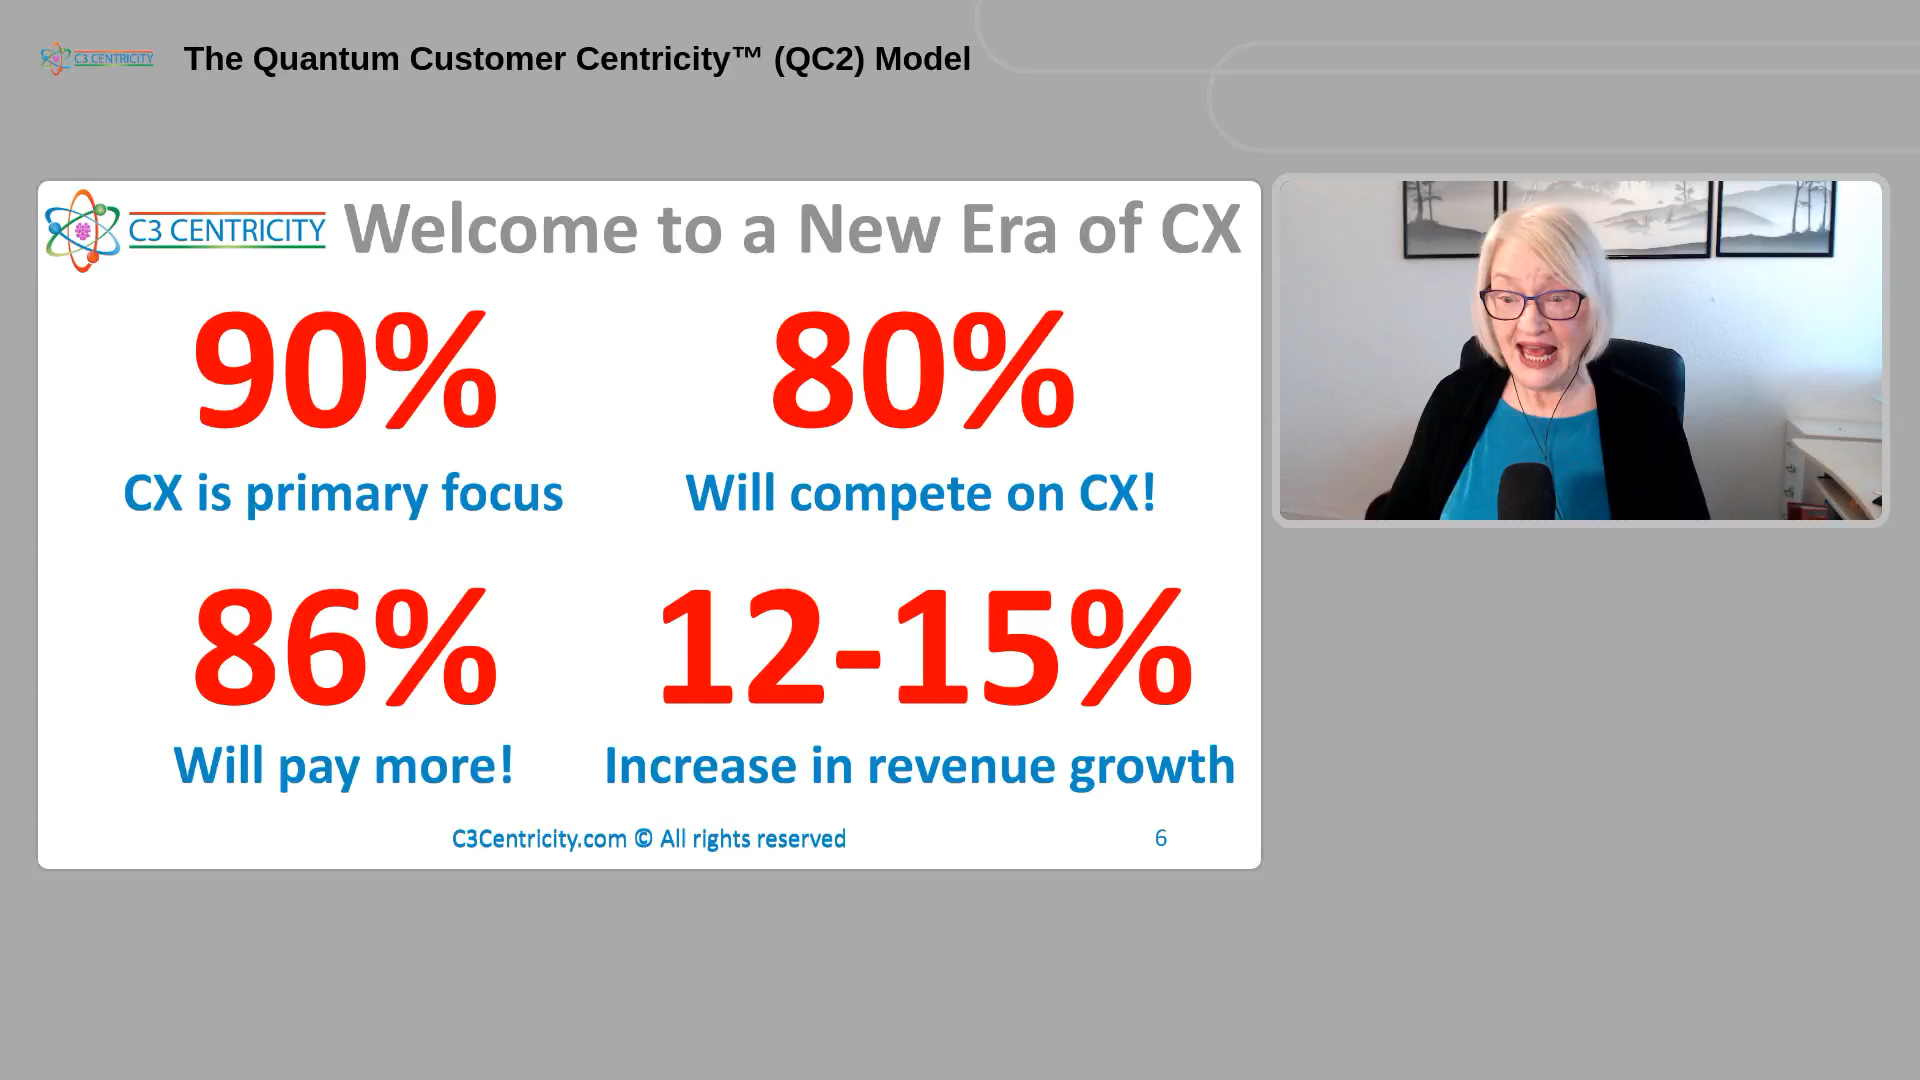 C3 CENTRICITY
The Quantum Customer Centricity™ (QC2) Model
C3 CENTRICITY
Welcome to a New Era of CX
90%
80%
CX is primary focus
Will compete on CX!
86%
12-15%
Will pay more!
Increase in revenue growth
C3Centricity.com © All rights reserved
6